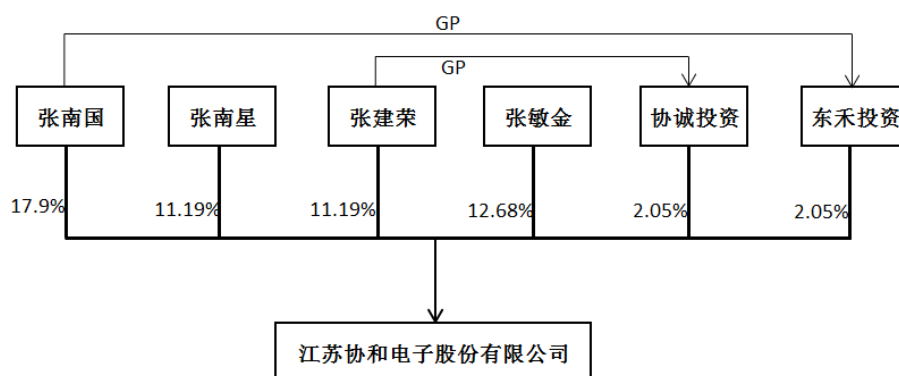 GP
GP
张南国 张南星 张建荣 张敏金 协诚投资 东禾投资
17.9% 11.19% 11.19% 12.68% 2.05% 2.05%
江苏协和电子股份有限公司